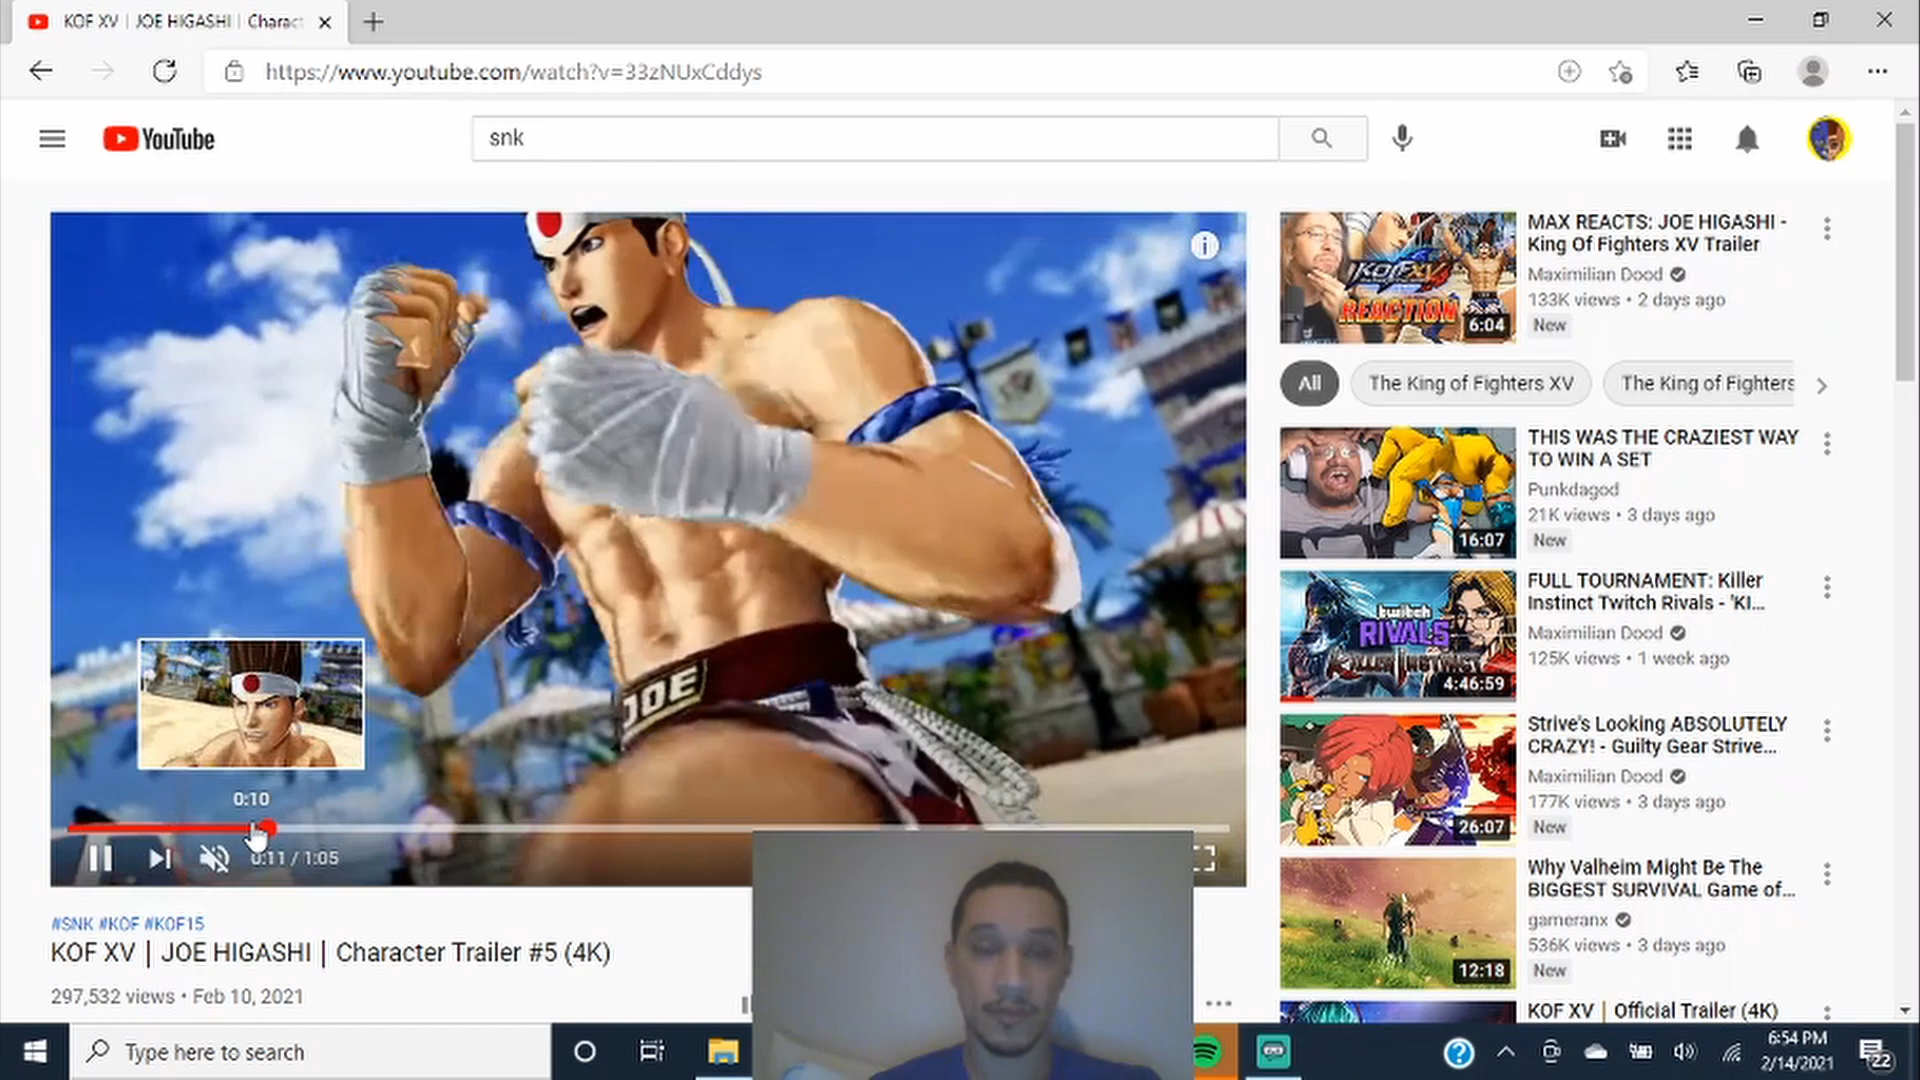 KOF XV | JOE HIGASHI | Charact
https://www.youtube.com/watch?v=33zNUxCddys
YouTube
snk
JOE
0:10
0:11 / 1:05
#SNK #KOF #KOF15
KOF XV | JOE HIGASHI | Character Trailer #5 (4K)
297,532 views • Feb 10, 2021
KOFXV
REACTION
6:04
MAX REACTS: JOE HIGASHI -
King Of Fighters XV Trailer
Maximilian Dood
133K views • 2 days ago
New
All
The King of Fighters XV
The King of Fighters
16:07
THIS WAS THE CRAZIEST WAY
TO WIN A SET
Punkdagod
21K views • 3 days ago
New
twitch
RIVALS
KILLER INSTINCT
4:46:59
FULL TOURNAMENT: Killer
Instinct Twitch Rivals - 'KI...
Maximilian Dood
125K views • 1 week ago
26:07
Strive's Looking ABSOLUTELY
CRAZY! - Guilty Gear Strive...
Maximilian Dood
177K views • 3 days ago
New
12:18
Why Valheim Might Be The
BIGGEST SURVIVAL Game of...
gameranx
536K views • 3 days ago
New
KOF XV | Official Trailer (4K)
Type here to search
6:54 PM
2/14/2021
22